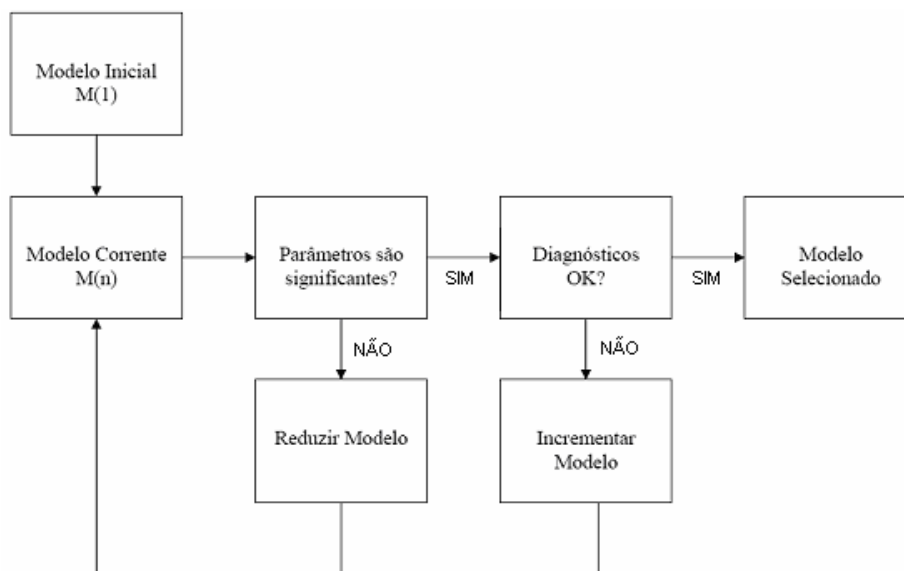 Modelo Inicial
M(1)
Modelo Corrente
M(n)
Parâmetros são
significantes?
SIM
Diagnósticos
OK?
SIM
Modelo
Selecionado
NÃO
NÃO
Reduzir Modelo
Incrementar
Modelo